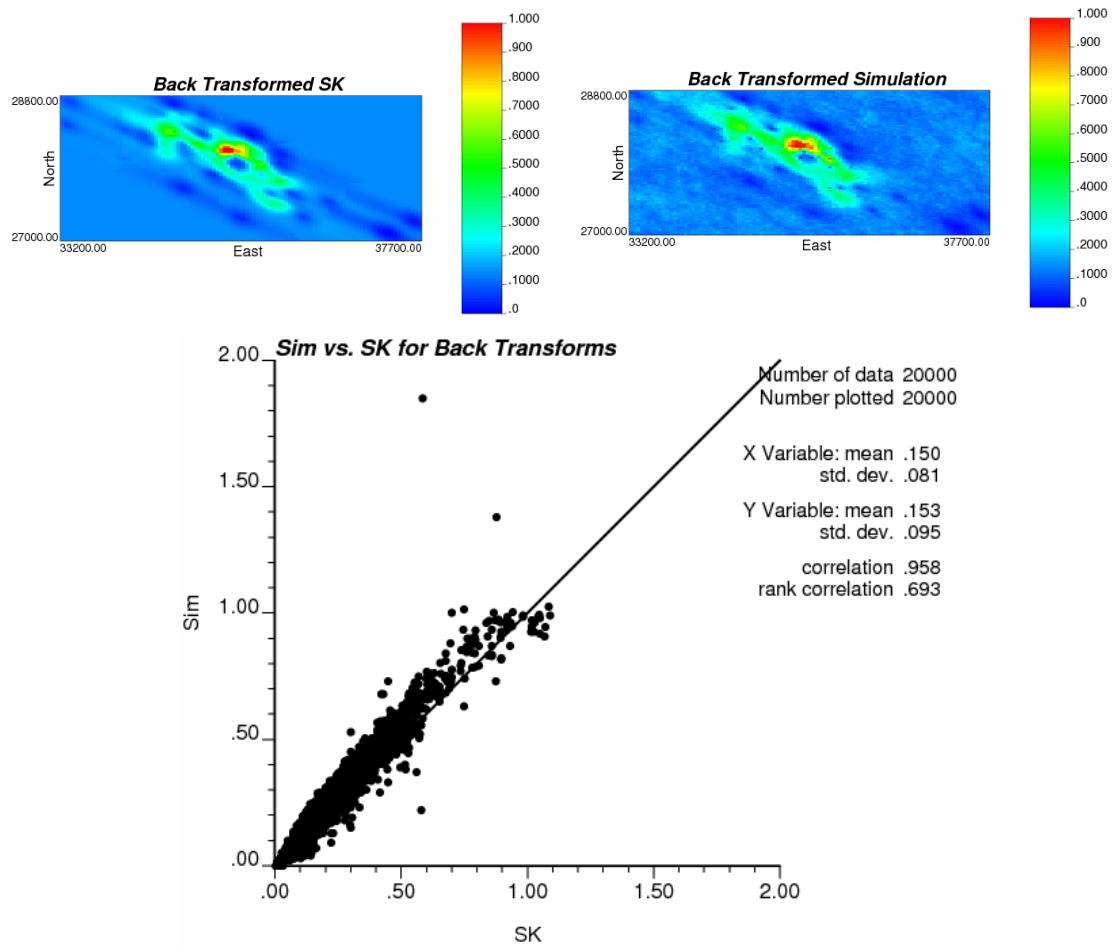 Back Transformed SK
28800.00
North
27000.00
33200.00
East
37700.00
1.000
.900
.8000
.7000
.6000
.5000
.4000
.3000
.2000
.1000
.0
Back Transformed Simulation
28800.00
North
27000.00
33200.00
East
37700.00
1.000
.900
.8000
.7000
.6000
.5000
.4000
.3000
.2000
.1000
.0
Sim vs. SK for Back Transforms
2.00
1.50
1.00
.50
.00
Sim
.00 .50 1.00 1.50 2.00
SK
Number of data 20000
Number plotted 20000
X Variable: mean .150
std. dev. .081
Y Variable: mean .153
std. dev. .095
correlation .958
rank correlation .693